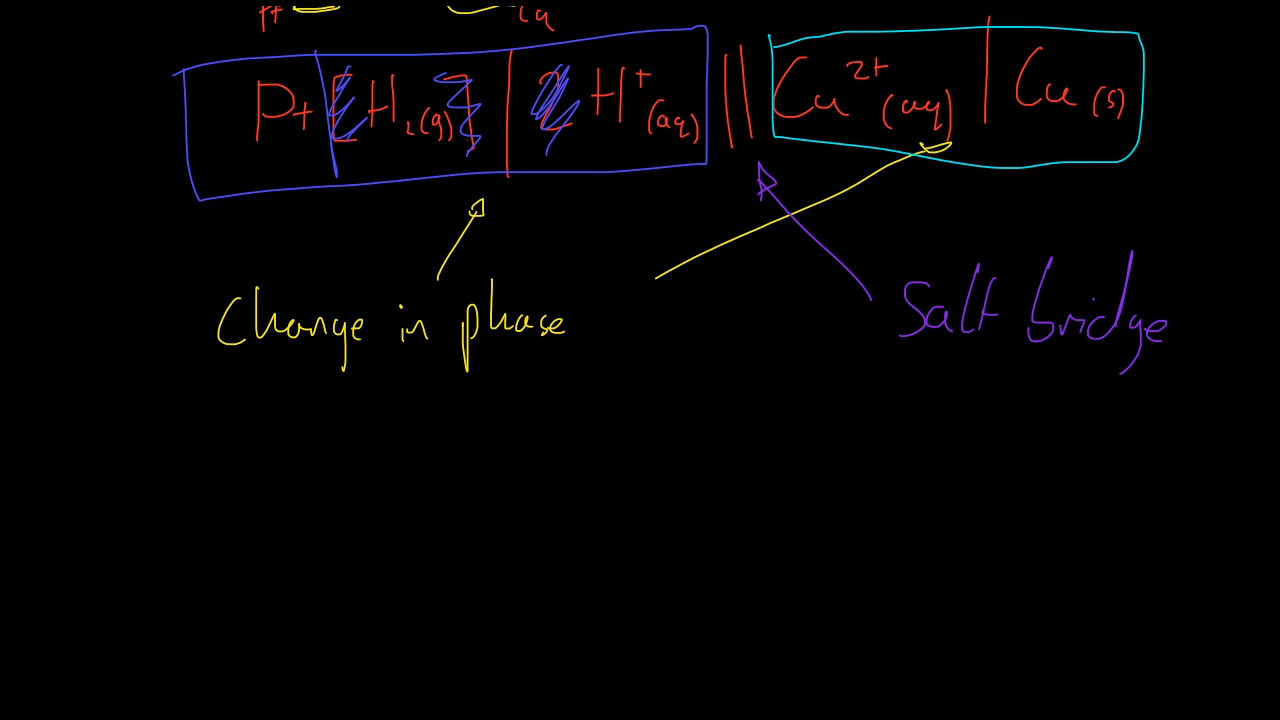 Pt | H₂(g) | H⁺(aq) || Cu²⁺(aq) | Cu(s)
Change in phase
Salt bridge